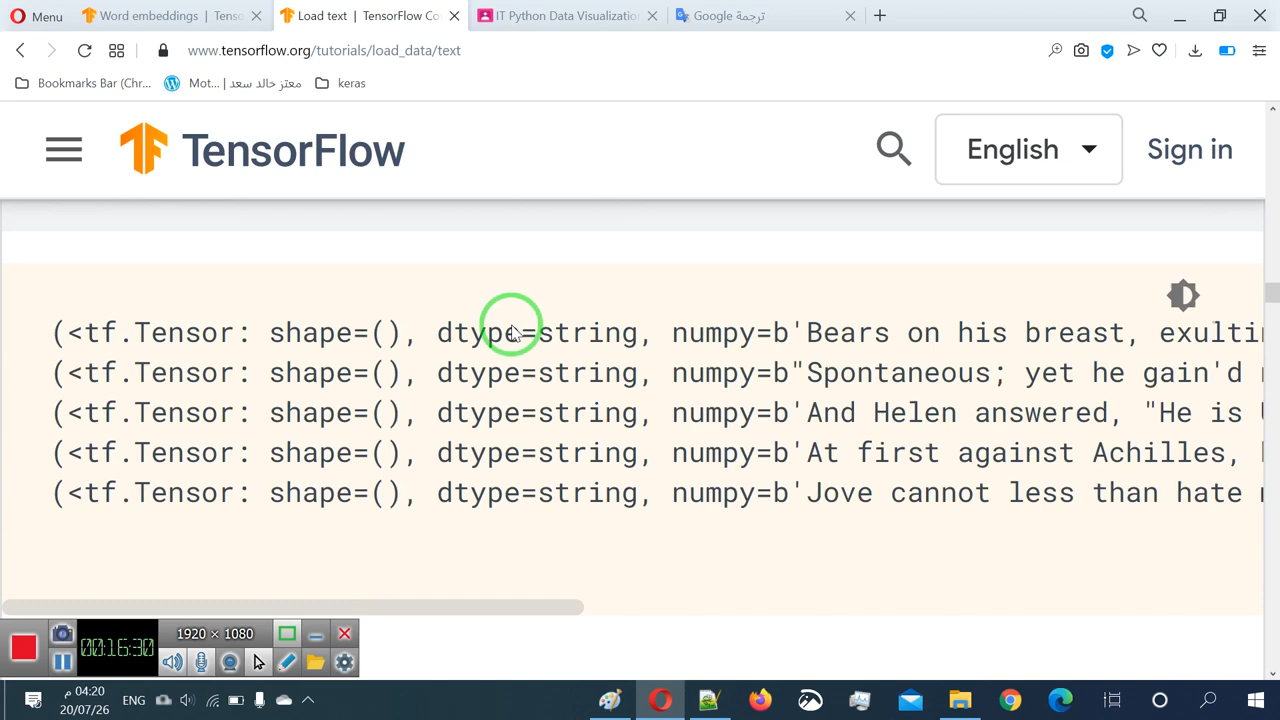 Menu
Word embeddings | Tenso
Load text | TensorFlow Co
IT Python Data Visualizatio
ترجمة Google
www.tensorflow.org/tutorials/load_data/text
Bookmarks Bar (Chr...
Mot... | معتز خالد سعد
keras
TensorFlow
English
Sign in
(<tf.Tensor: shape=(), dtype=string, numpy=b'Bears on his breast, exultin
(<tf.Tensor: shape=(), dtype=string, numpy=b"Spontaneous; yet he gain'd
(<tf.Tensor: shape=(), dtype=string, numpy=b'And Helen answered, "He is
(<tf.Tensor: shape=(), dtype=string, numpy=b'At first against Achilles,
(<tf.Tensor: shape=(), dtype=string, numpy=b'Jove cannot less than hate
00:16:30
1920 × 1080
04:20 م
ENG
20/07/26